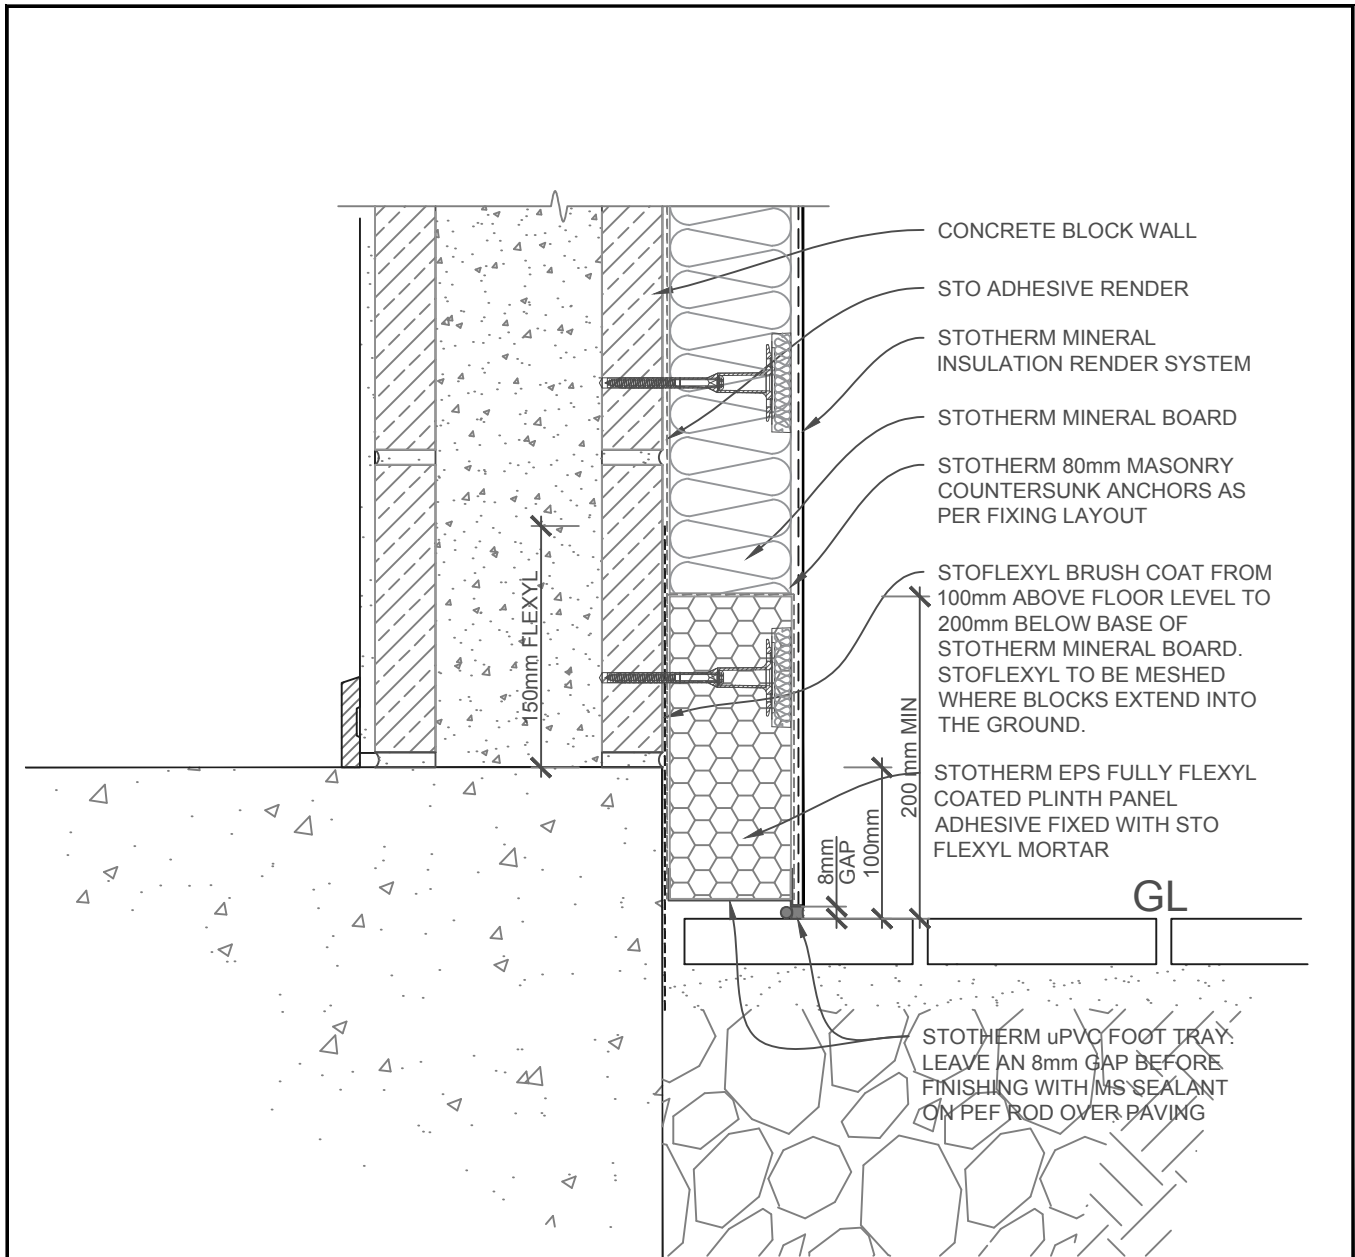 CONCRETE BLOCK WALL
STO ADHESIVE RENDER
STOTHERM MINERAL
INSULATION RENDER SYSTEM
STOTHERM MINERAL BOARD
STOTHERM 80mm MASONRY
COUNTERSUNK ANCHORS AS
PER FIXING LAYOUT
STOFLEXYL BRUSH COAT FROM
100mm ABOVE FLOOR LEVEL TO
200mm BELOW BASE OF
STOTHERM MINERAL BOARD.
STOFLEXYL TO BE MESHED
WHERE BLOCKS EXTEND INTO
THE GROUND.
STOTHERM EPS FULLY FLEXYL
COATED PLINTH PANEL
ADHESIVE FIXED WITH STO
FLEXYL MORTAR
150mm FLEXYL
8mm
GAP
100mm
200 mm MIN
GL
STOTHERM uPVC FOOT TRAY.
LEAVE AN 8mm GAP BEFORE
FINISHING WITH MS SEALANT
ON PEF ROD OVER PAVING